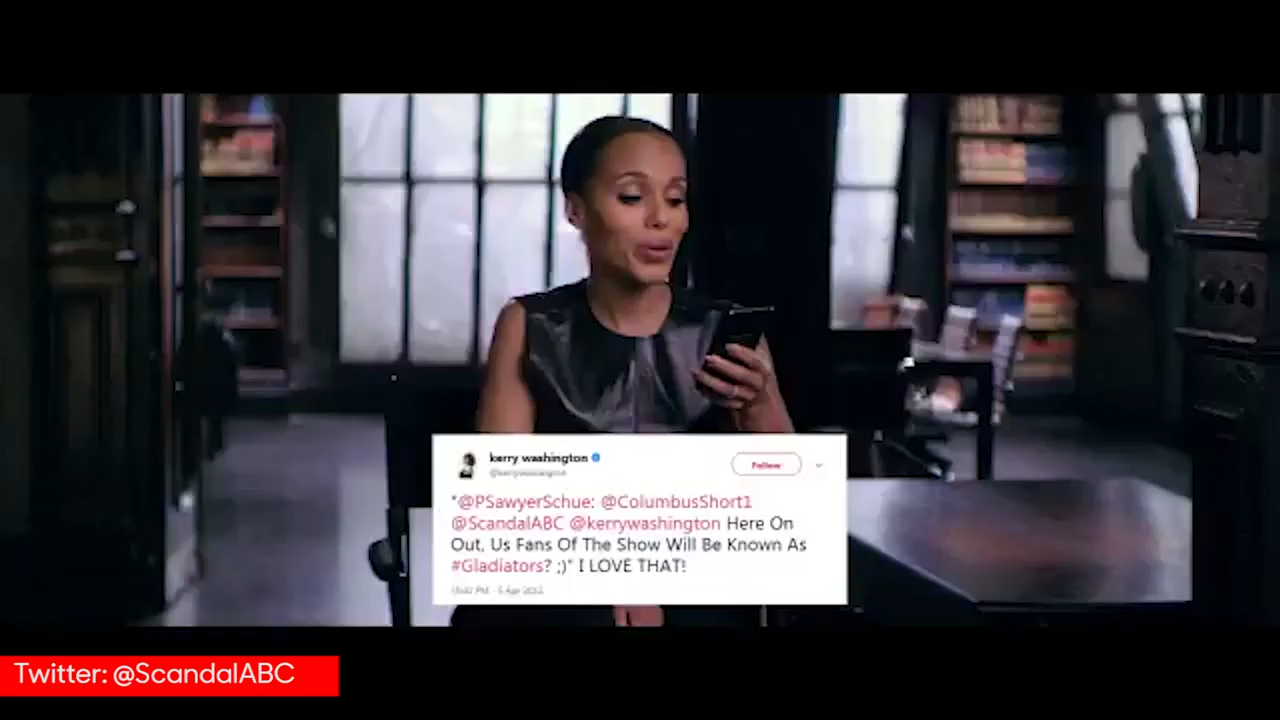 kerry washington
@kerrywashington
"@PSawyerSchue: @ColumbusShort1
@ScandalABC @kerrywashington Here On
Out, Us Fans Of The Show Will Be Known As
#Gladiators? ;)" I LOVE THAT!
Follow
Twitter: @ScandalABC